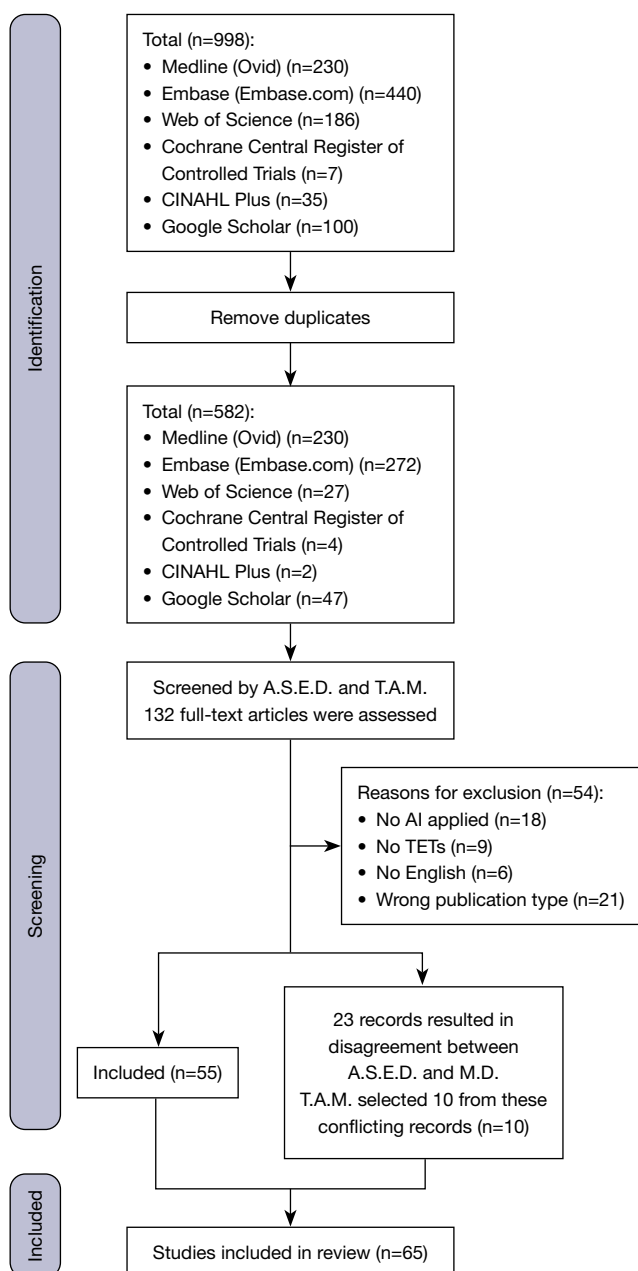 Identification
Total (n=998):
• Medline (Ovid) (n=230)
• Embase (Embase.com) (n=440)
• Web of Science (n=186)
• Cochrane Central Register of
Controlled Trials (n=7)
• CINAHL Plus (n=35)
• Google Scholar (n=100)
Remove duplicates
Total (n=582):
• Medline (Ovid) (n=230)
• Embase (Embase.com) (n=272)
• Web of Science (n=27)
• Cochrane Central Register of
Controlled Trials (n=4)
• CINAHL Plus (n=2)
• Google Scholar (n=47)
Screening
Screened by A.S.E.D. and T.A.M.
132 full-text articles were assessed
Reasons for exclusion (n=54):
• No AI applied (n=18)
• No TETs (n=9)
• No English (n=6)
• Wrong publication type (n=21)
Included (n=55)
23 records resulted in
disagreement between
A.S.E.D. and M.D.
T.A.M. selected 10 from these
conflicting records (n=10)
Included
Studies included in review (n=65)